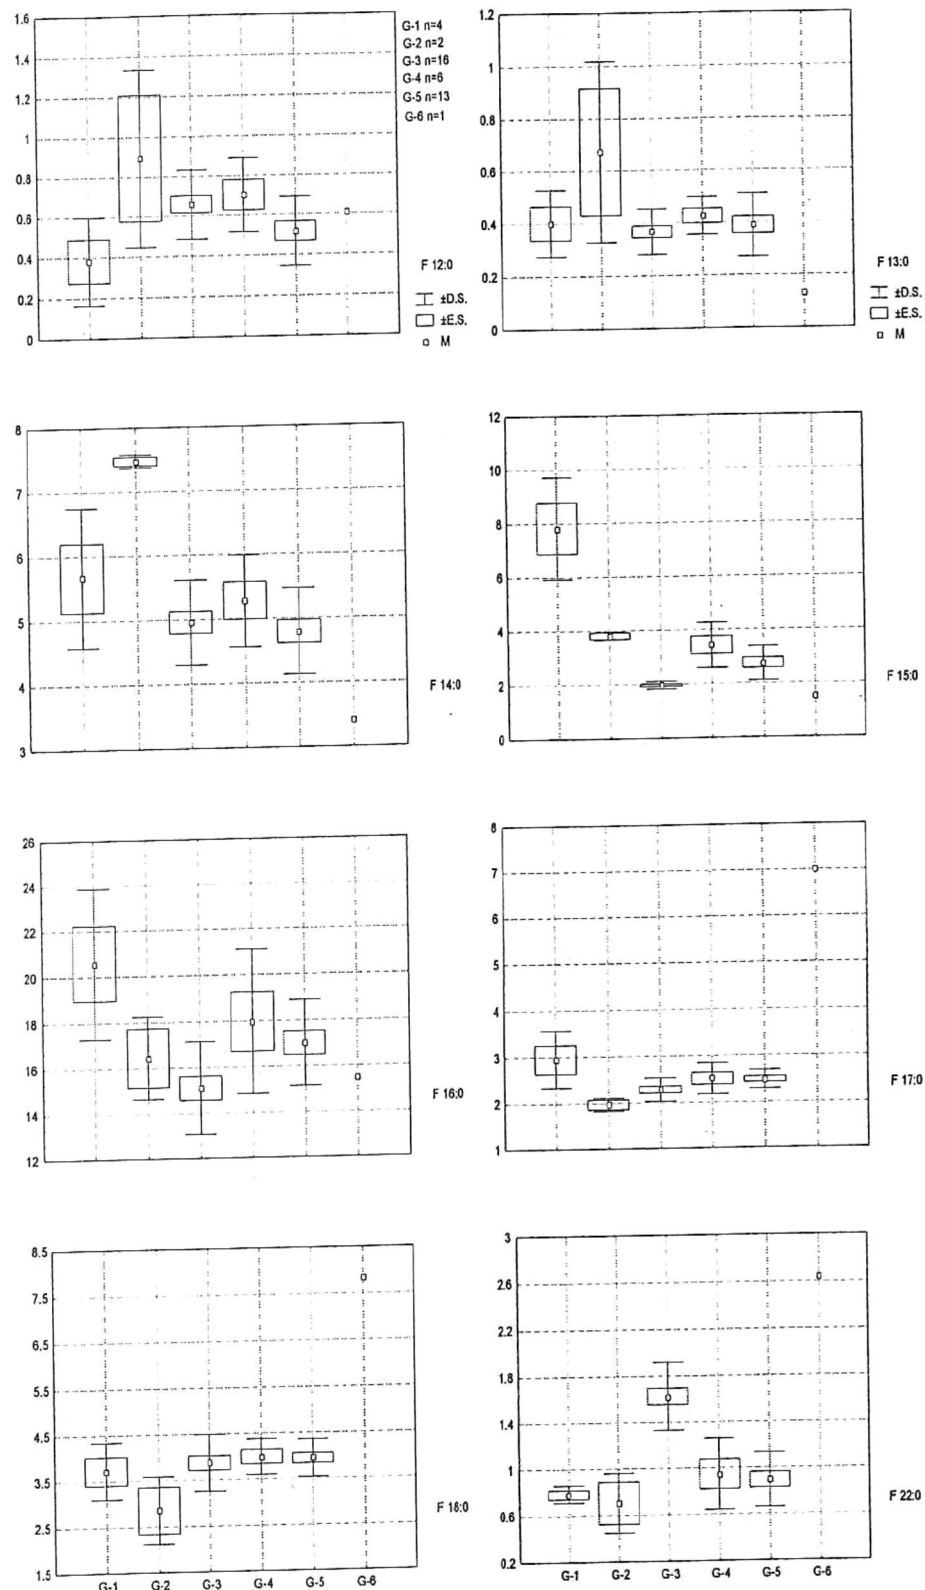 1.6
1.4
1.2
1
0.8
0.6
0.4
0.2
0
G-1 n=4
G-2 n=2
G-3 n=16
G-4 n=6
G-5 n=13
G-6 n=1
F 12:0
±D.S.
±E.S.
M
1.2
1
0.8
0.6
0.4
0.2
0
F 13:0
±D.S.
±E.S.
M
8
7
6
5
4
3
F 14:0
12
10
8
6
4
2
0
F 15:0
26
24
22
20
18
16
14
12
F 16:0
8
7
6
5
4
3
2
1
F 17:0
8.5
7.5
6.5
5.5
4.5
3.5
2.5
1.5
G-1 G-2 G-3 G-4 G-5 G-6
F 18:0
3
2.6
2.2
1.8
1.4
1
0.6
0.2
G-1 G-2 G-3 G-4 G-5 G-6
F 22:0